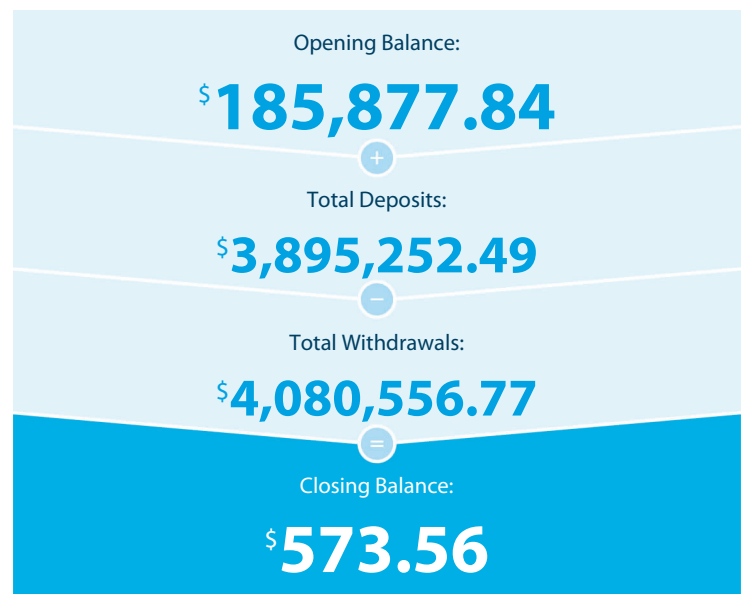 Opening Balance:
$185,877.84
+
Total Deposits:
$3,895,252.49
−
Total Withdrawals:
$4,080,556.77
=
Closing Balance:
$573.56